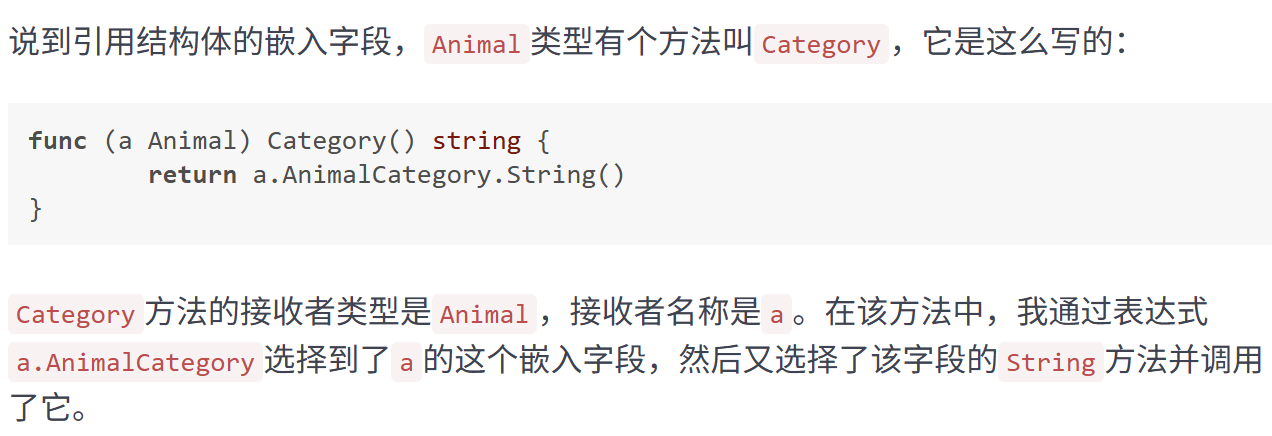 说到引用结构体的嵌入字段，Animal类型有个方法叫Category，它是这么写的：
func (a Animal) Category() string {
        return a.AnimalCategory.String()
}
Category方法的接收者类型是Animal，接收者名称是a。在该方法中，我通过表达式
a.AnimalCategory选择到了a的这个嵌入字段，然后又选择了该字段的String方法并调用
了它。